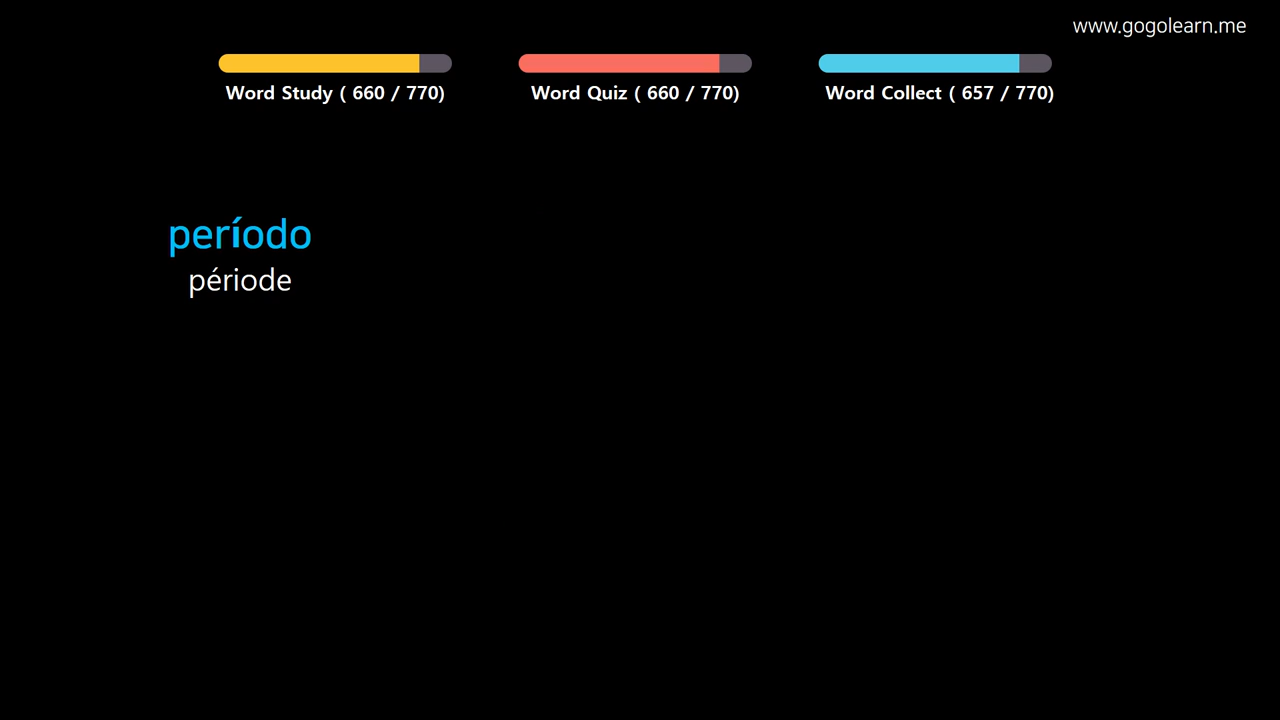 www.gogolearn.me
Word Study ( 660 / 770)
Word Quiz ( 660 / 770)
Word Collect ( 657 / 770)
período
période